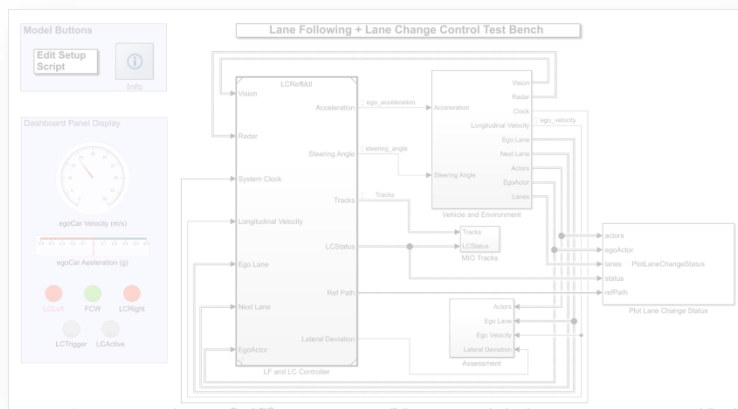 Lane Following + Lane Change Control Test Bench
Model Buttons
Edit Setup
Script
Info
Dashboard Panel Display
egoCar Velocity (m/s)
egoCar Aceleration (g)
LCLeft
FCW
LCRight
LCTrigger
LCActive
LCRefMdl
Vision
Radar
System Clock
Longitudinal Velocity
Ego Lane
Next Lane
EgoActor
Acceleration
Steering Angle
Tracks
LCStatus
Ref Path
Lateral Deviation
LF and LC Controller
ego_acceleration
steering_angle
Tracks
Acceleration
Steering Angle
Vision
Radar
Clock
Longitudinal Velocity
Ego Lane
Next Lane
Actors
EgoActor
Lanes
Vehicle and Environment
ego_velocity
Tracks
LCStatus
MIO Tracks
Actors
Ego Lane
Ego Velocity
Lateral Deviation
Assessment
actors
egoActor
lanes
status
refPath
PlotLaneChangeStatus
Plot Lane Change Status